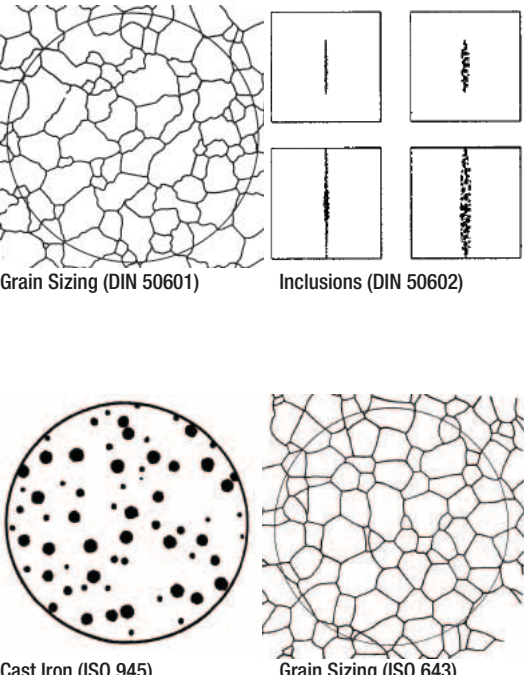 Grain Sizing (DIN 50601)
Inclusions (DIN 50602)
Cast Iron (ISO 945)
Grain Sizing (ISO 643)